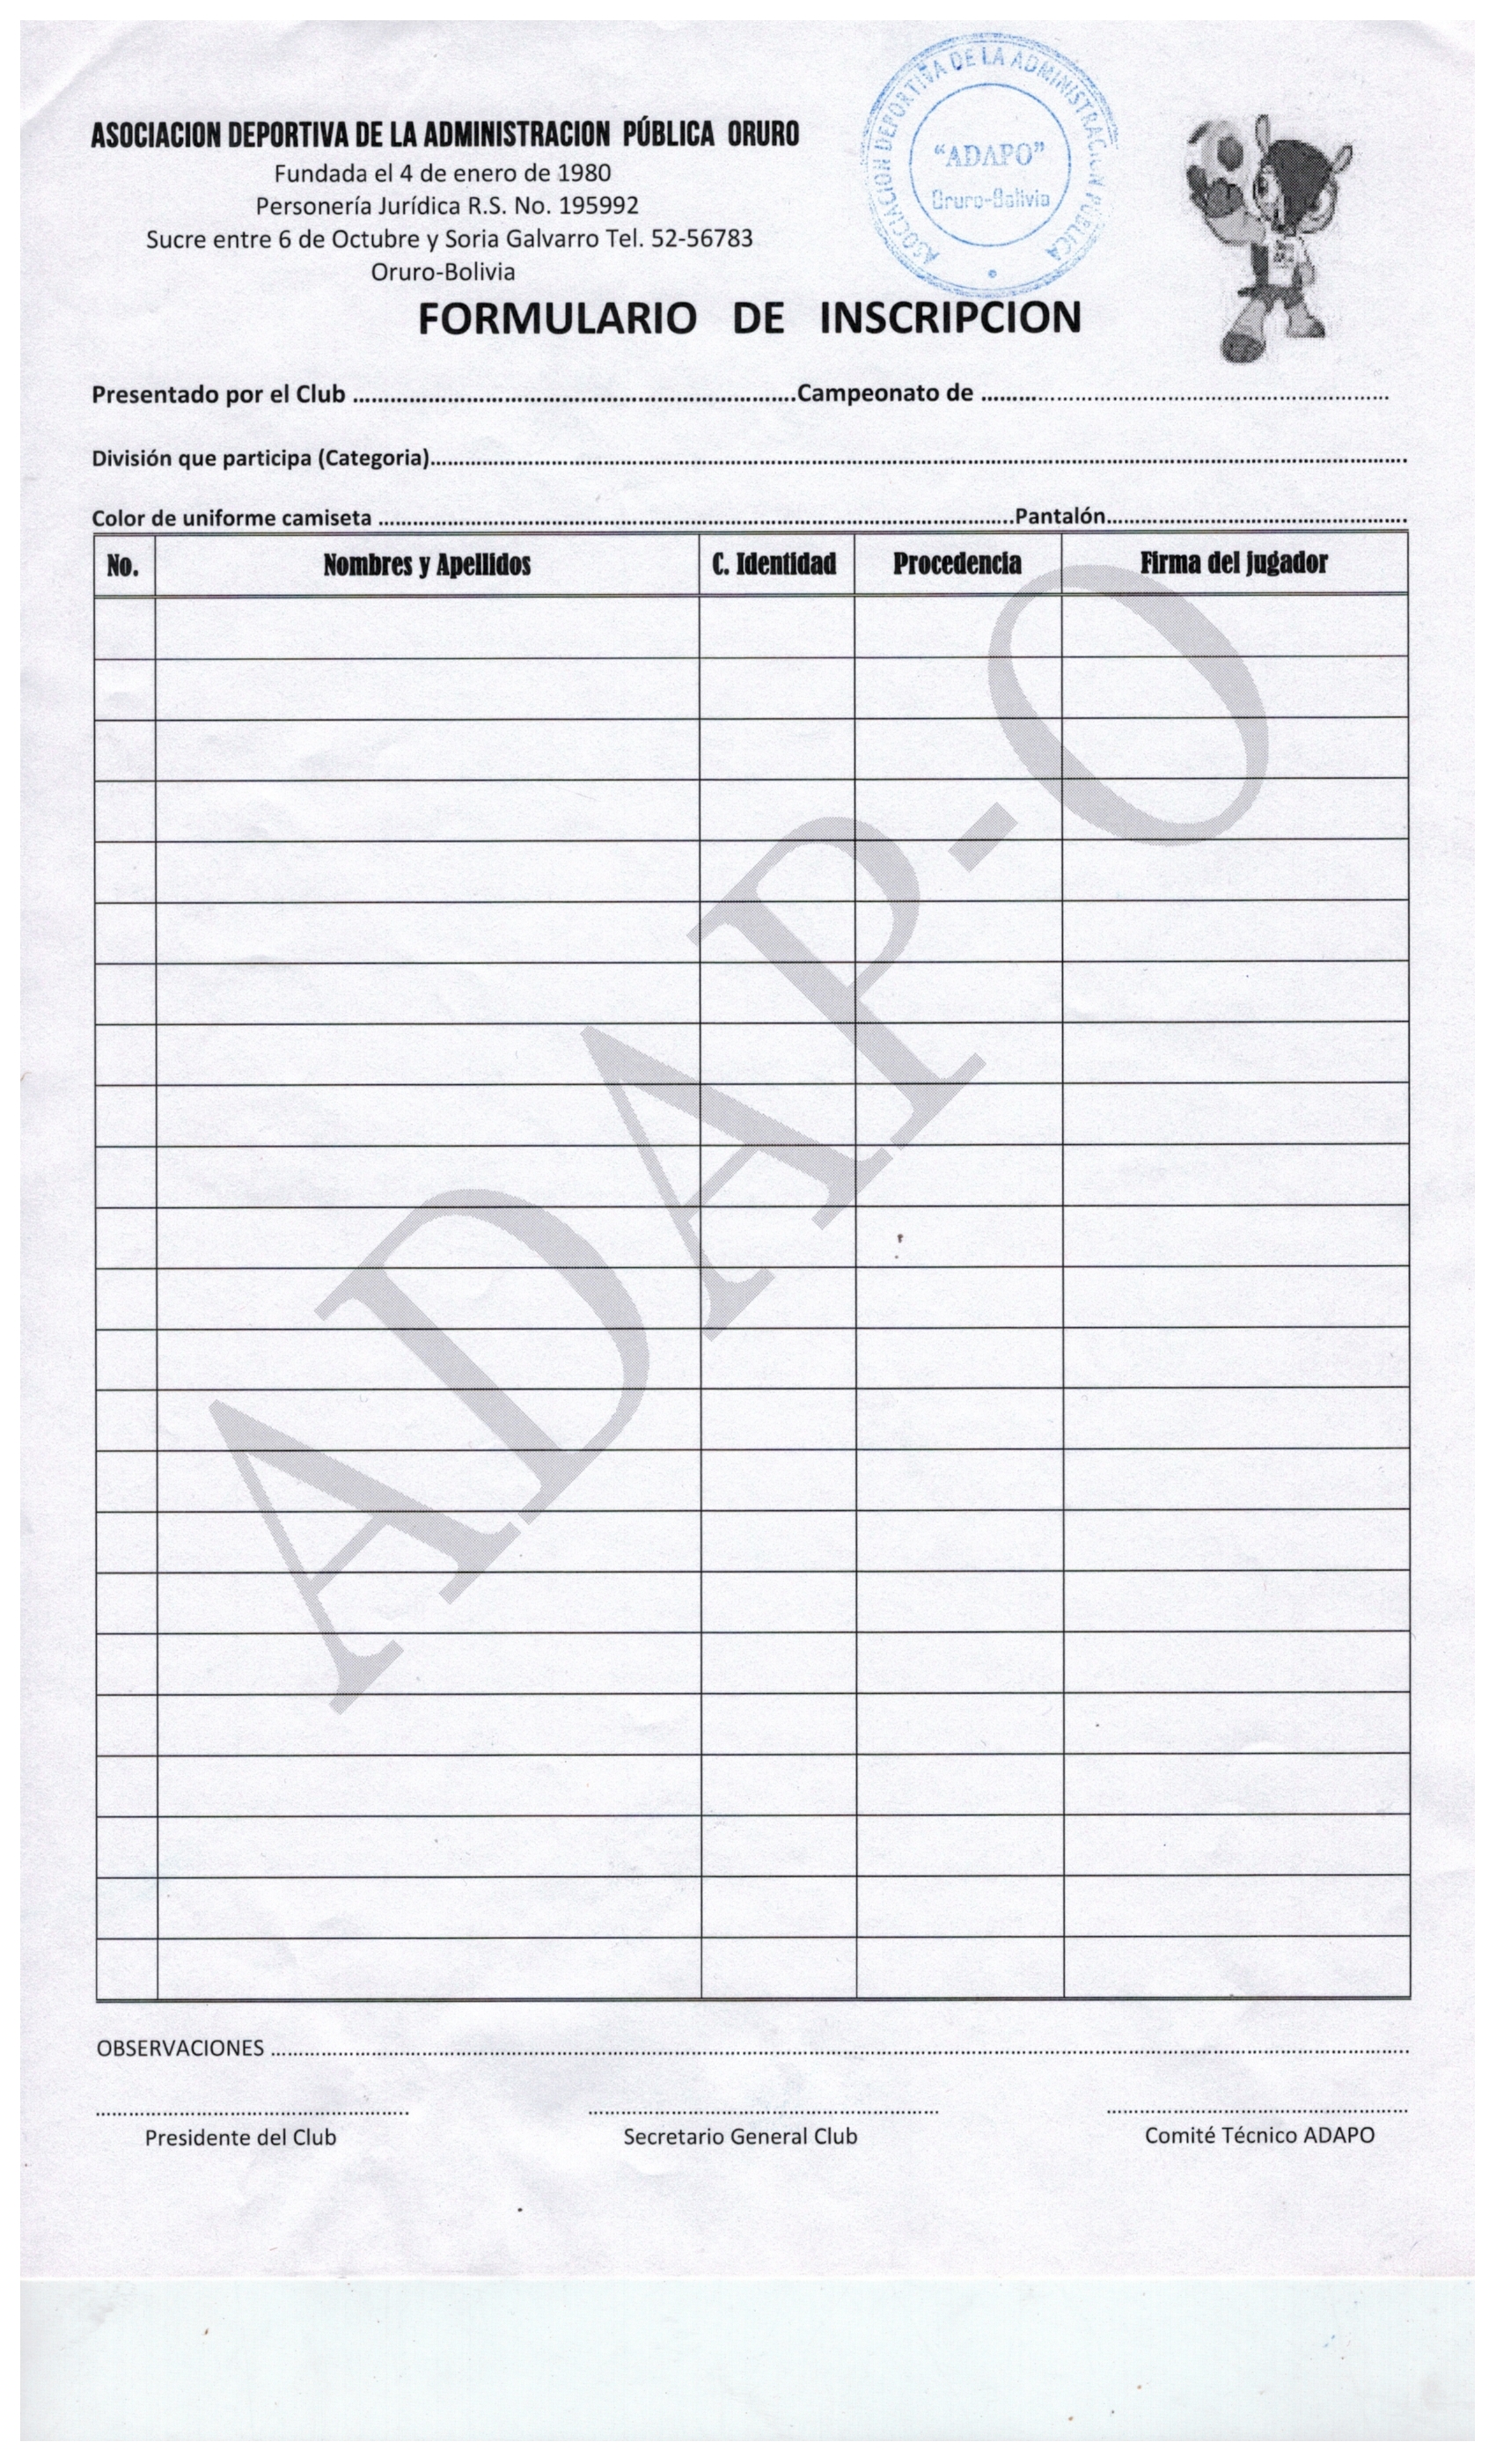 ASOCIACION DEPORTIVA DE LA ADMINISTRACION PÚBLICA ORURO
Fundada el 4 de enero de 1980
Personería Jurídica R.S. No. 195992
Sucre entre 6 de Octubre y Soria Galvarro Tel. 52-56783
Oruro-Bolivia
ASOCIACION DEPORTIVA DE LA ADMINISTRACION PÚBLICA
"ADAPO"
Oruro-Bolivia
FORMULARIO DE INSCRIPCION
Presentado por el Club ........................................Campeonato de ........................................
División que participa (Categoria)........................................
Color de uniforme camiseta ........................................Pantalón........................................
No. Nombres y Apellidos C. Identidad Procedencia Firma del jugador
ADAP-O
OBSERVACIONES ........................................
Presidente del Club Secretario General Club Comité Técnico ADAPO